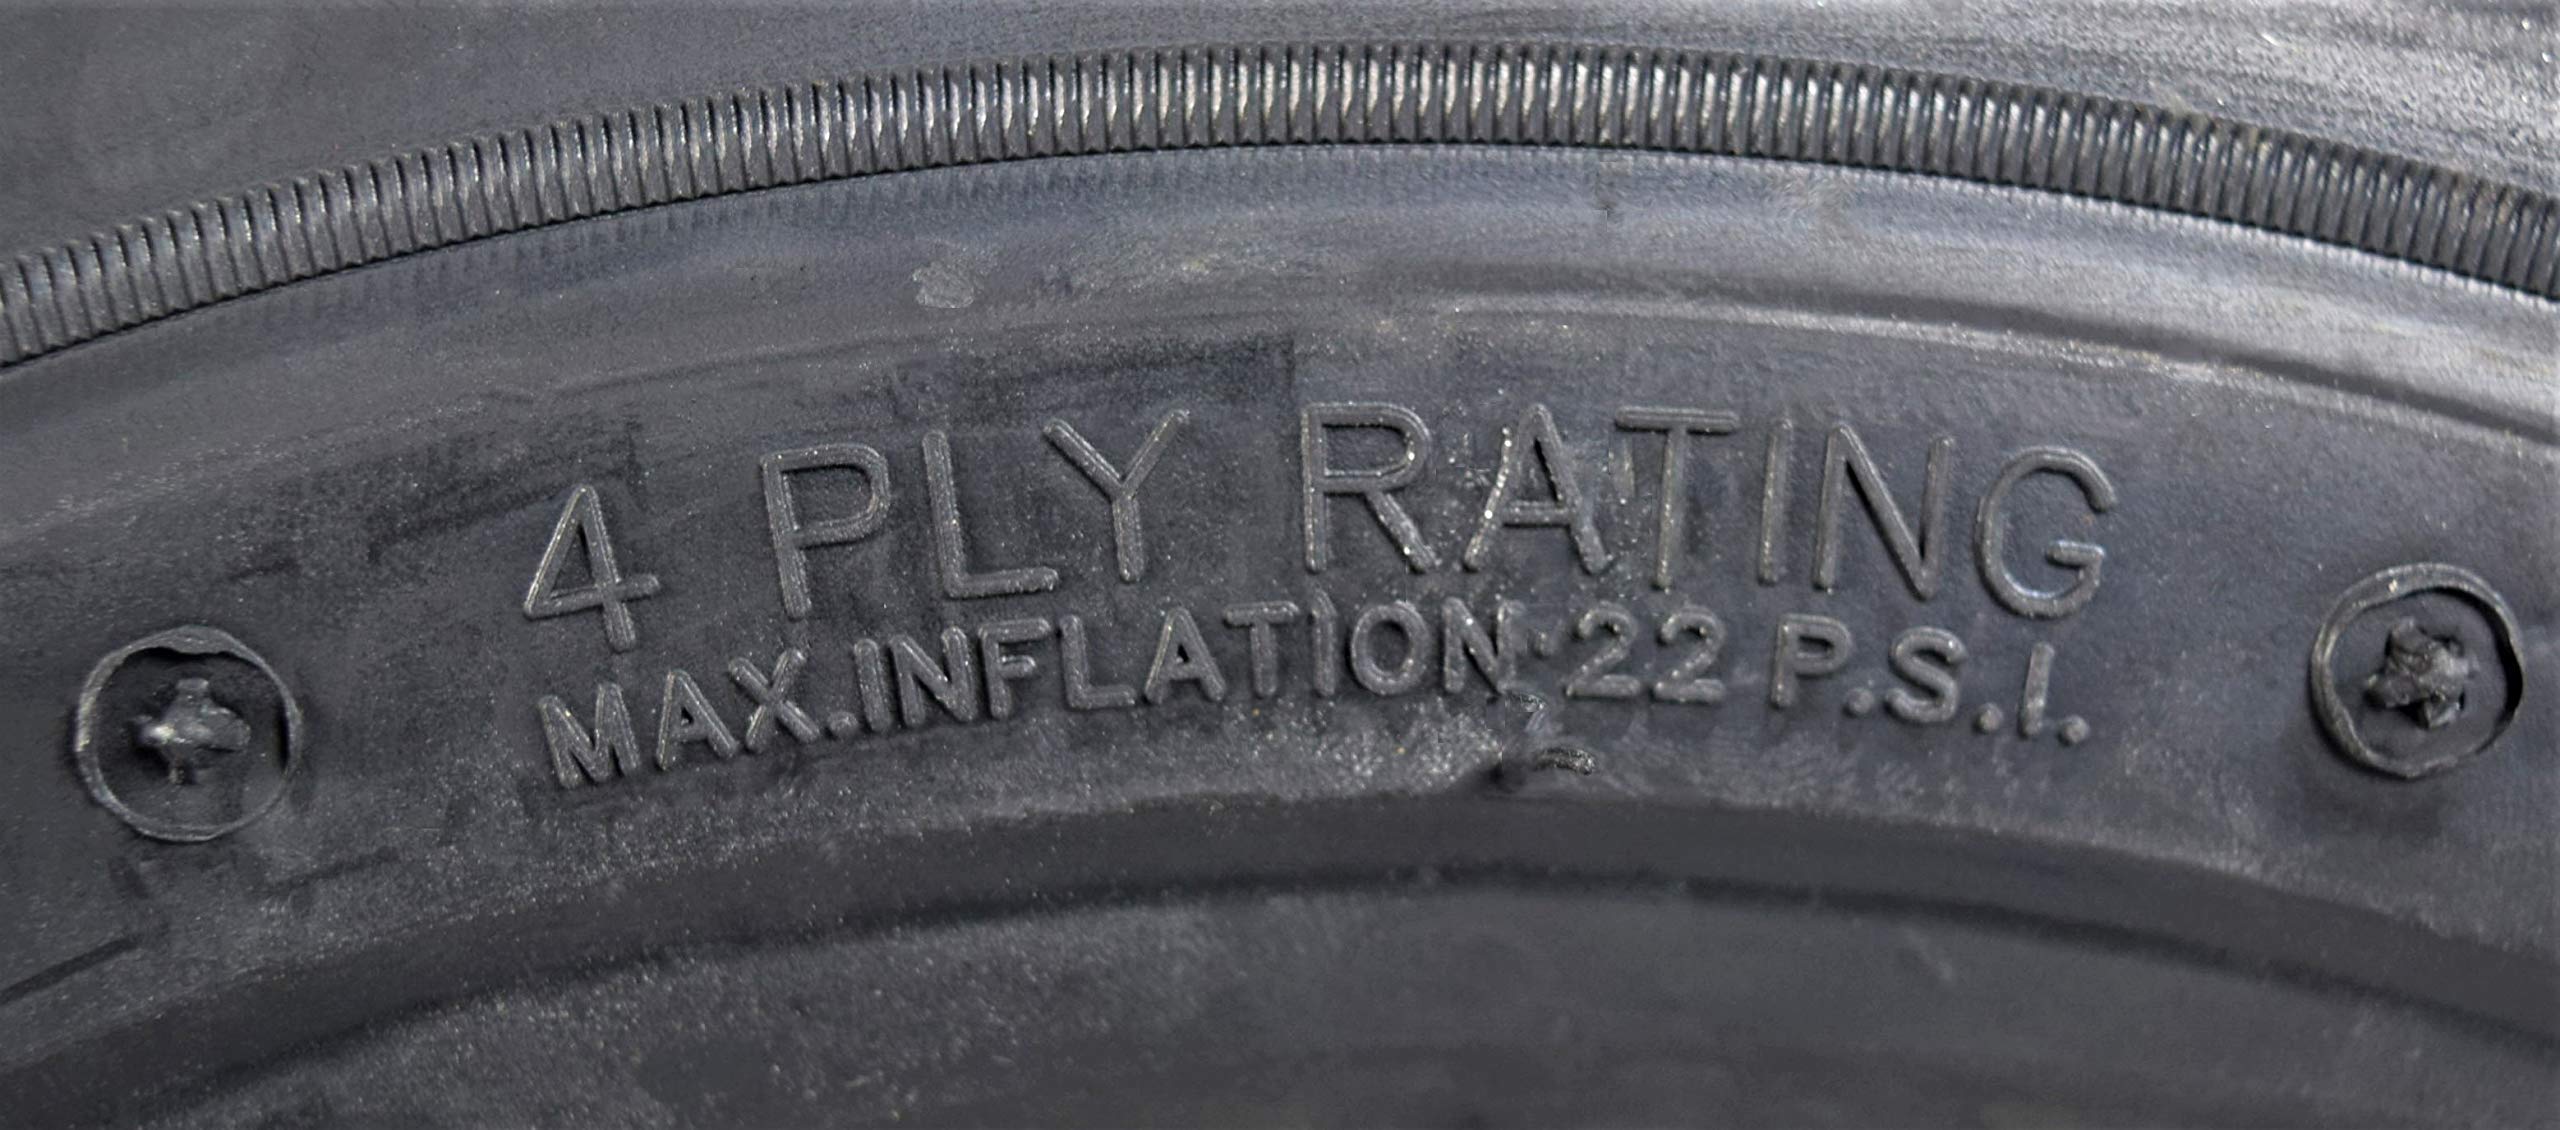 4 PLY RATING
MAX.INFLATION·22 P.S.I.